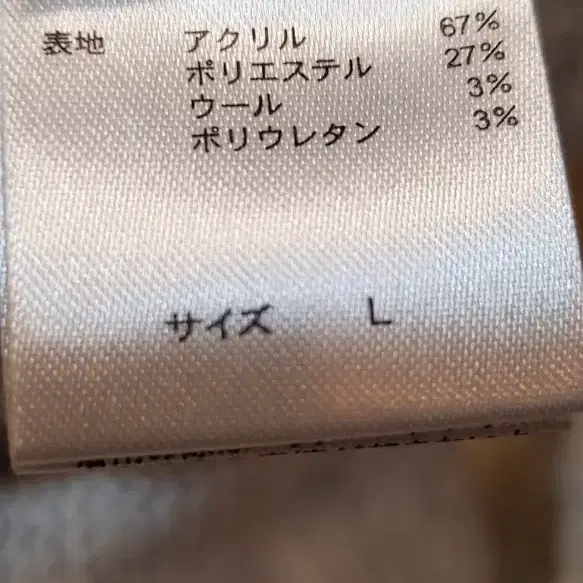 表地 アクリル 67%
ポリエステル 27%
ウール 3%
ポリウレタン 3%
サイズ L